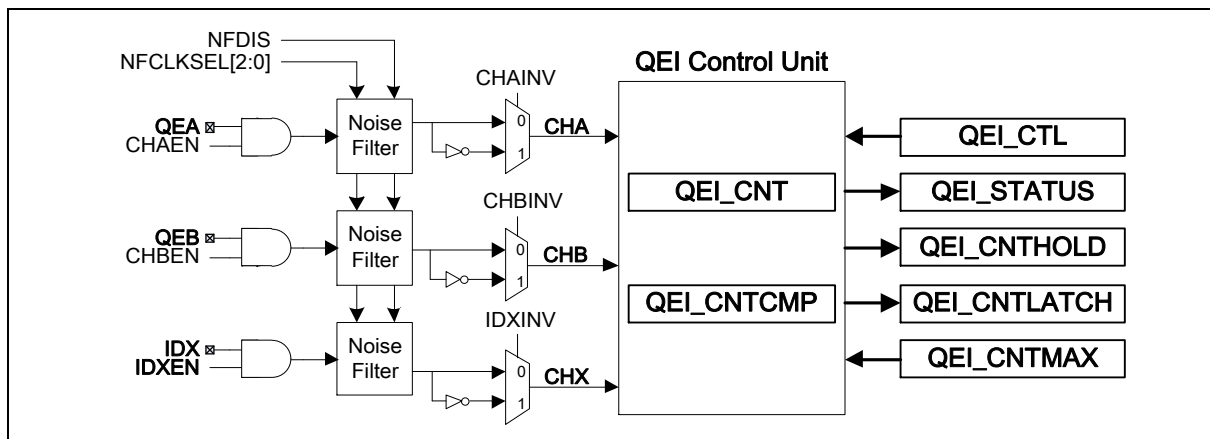 NFDIS
NFCLKSEL[2:0]
QEI Control Unit
CHAINV
QEA
CHAEN
Noise
Filter
0
1
CHA
QEI_CTL
QEI_CNT
QEI_STATUS
CHBINV
QEB
CHBEN
Noise
Filter
0
1
CHB
QEI_CNTHOLD
QEI_CNTCMP
QEI_CNTLATCH
IDXINV
IDX
IDXEN
Noise
Filter
0
1
CHX
QEI_CNTMAX